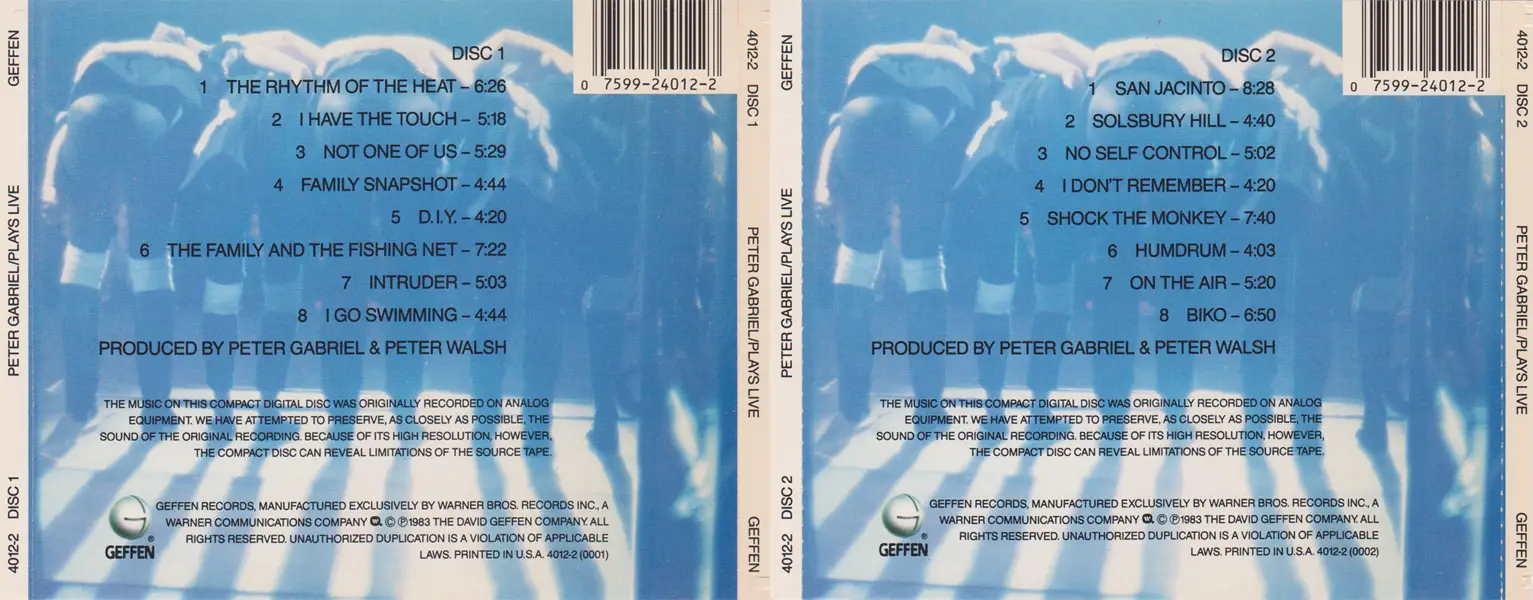 GEFFEN
PETER GABRIEL/PLAYS LIVE
DISC 1
4012-2
0 7599-24012-2
DISC 1
1 THE RHYTHM OF THE HEAT – 6:26
2 I HAVE THE TOUCH – 5:18
3 NOT ONE OF US – 5:29
4 FAMILY SNAPSHOT – 4:44
5 D.I.Y. – 4:20
6 THE FAMILY AND THE FISHING NET – 7:22
7 INTRUDER – 5:03
8 I GO SWIMMING – 4:44
PRODUCED BY PETER GABRIEL & PETER WALSH
THE MUSIC ON THIS COMPACT DIGITAL DISC WAS ORIGINALLY RECORDED ON ANALOG
EQUIPMENT. WE HAVE ATTEMPTED TO PRESERVE, AS CLOSELY AS POSSIBLE, THE
SOUND OF THE ORIGINAL RECORDING. BECAUSE OF ITS HIGH RESOLUTION, HOWEVER,
THE COMPACT DISC CAN REVEAL LIMITATIONS OF THE SOURCE TAPE.
GEFFEN RECORDS, MANUFACTURED EXCLUSIVELY BY WARNER BROS. RECORDS INC., A
WARNER COMMUNICATIONS COMPANY © ℗1983 THE DAVID GEFFEN COMPANY. ALL
RIGHTS RESERVED. UNAUTHORIZED DUPLICATION IS A VIOLATION OF APPLICABLE
LAWS. PRINTED IN U.S.A. 4012-2 (0001)
GEFFEN®
4012-2
DISC 1
PETER GABRIEL/PLAYS LIVE
GEFFEN
GEFFEN
PETER GABRIEL/PLAYS LIVE
DISC 2
4012-2
0 7599-24012-2
DISC 2
1 SAN JACINTO – 8:28
2 SOLSBURY HILL – 4:40
3 NO SELF CONTROL – 5:02
4 I DON'T REMEMBER – 4:20
5 SHOCK THE MONKEY – 7:40
6 HUMDRUM – 4:03
7 ON THE AIR – 5:20
8 BIKO – 6:50
PRODUCED BY PETER GABRIEL & PETER WALSH
THE MUSIC ON THIS COMPACT DIGITAL DISC WAS ORIGINALLY RECORDED ON ANALOG
EQUIPMENT. WE HAVE ATTEMPTED TO PRESERVE, AS CLOSELY AS POSSIBLE, THE
SOUND OF THE ORIGINAL RECORDING. BECAUSE OF ITS HIGH RESOLUTION, HOWEVER,
THE COMPACT DISC CAN REVEAL LIMITATIONS OF THE SOURCE TAPE.
GEFFEN RECORDS, MANUFACTURED EXCLUSIVELY BY WARNER BROS. RECORDS INC., A
WARNER COMMUNICATIONS COMPANY © ℗1983 THE DAVID GEFFEN COMPANY. ALL
RIGHTS RESERVED. UNAUTHORIZED DUPLICATION IS A VIOLATION OF APPLICABLE
LAWS. PRINTED IN U.S.A. 4012-2 (0002)
GEFFEN®
4012-2
DISC 2
PETER GABRIEL/PLAYS LIVE
GEFFEN